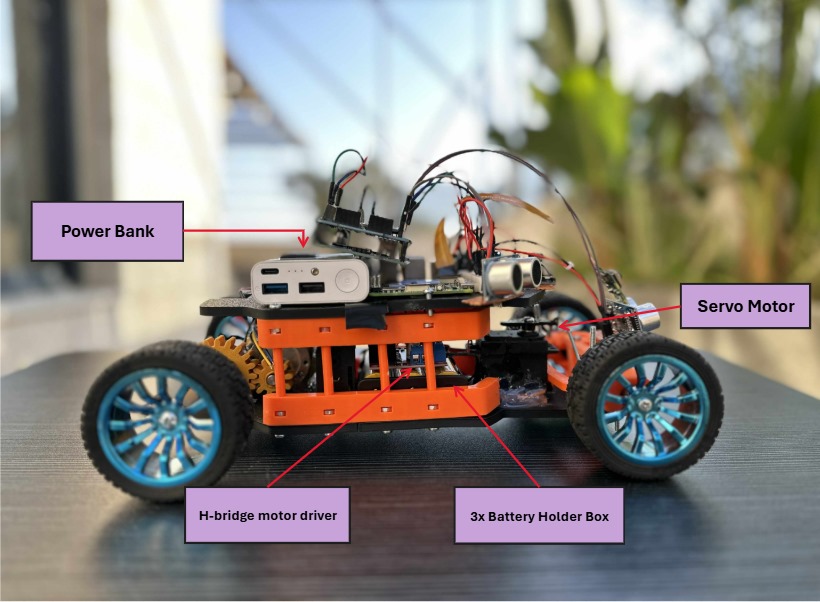 Power Bank
Servo Motor
H-bridge motor driver
3x Battery Holder Box